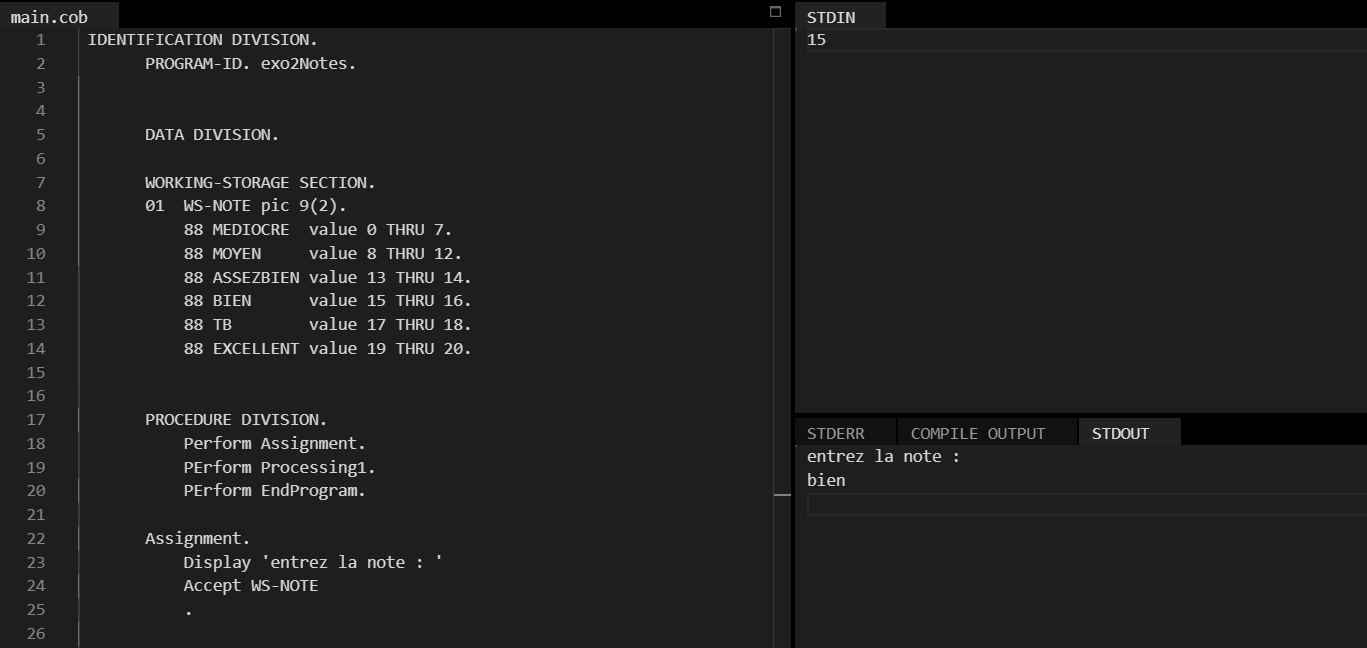 main.cob
1 IDENTIFICATION DIVISION.
2 PROGRAM-ID. exo2Notes.
3
4
5 DATA DIVISION.
6
7 WORKING-STORAGE SECTION.
8 01  WS-NOTE pic 9(2).
9 88 MEDIOCRE  value 0 THRU 7.
10 88 MOYEN     value 8 THRU 12.
11 88 ASSEZBIEN value 13 THRU 14.
12 88 BIEN      value 15 THRU 16.
13 88 TB        value 17 THRU 18.
14 88 EXCELLENT value 19 THRU 20.
15
16
17 PROCEDURE DIVISION.
18 Perform Assignment.
19 PErform Processing1.
20 PErform EndProgram.
21
22 Assignment.
23 Display 'entrez la note : '
24 Accept WS-NOTE
25 .
26
STDIN
15
STDERR COMPILE OUTPUT STDOUT
entrez la note :
bien